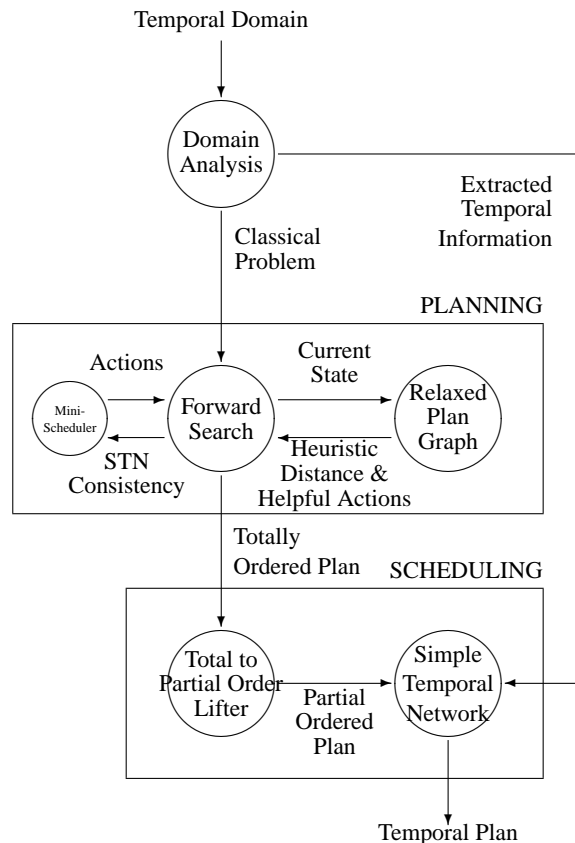 Temporal Domain
Domain
Analysis
Extracted
Temporal
Information
Classical
Problem
PLANNING
Actions
Current
State
Mini-
Scheduler
Forward
Search
Relaxed
Plan
Graph
STN
Consistency
Heuristic
Distance &
Helpful Actions
Totally
Ordered Plan
SCHEDULING
Total to
Partial Order
Lifter
Partial
Ordered
Plan
Simple
Temporal
Network
Temporal Plan